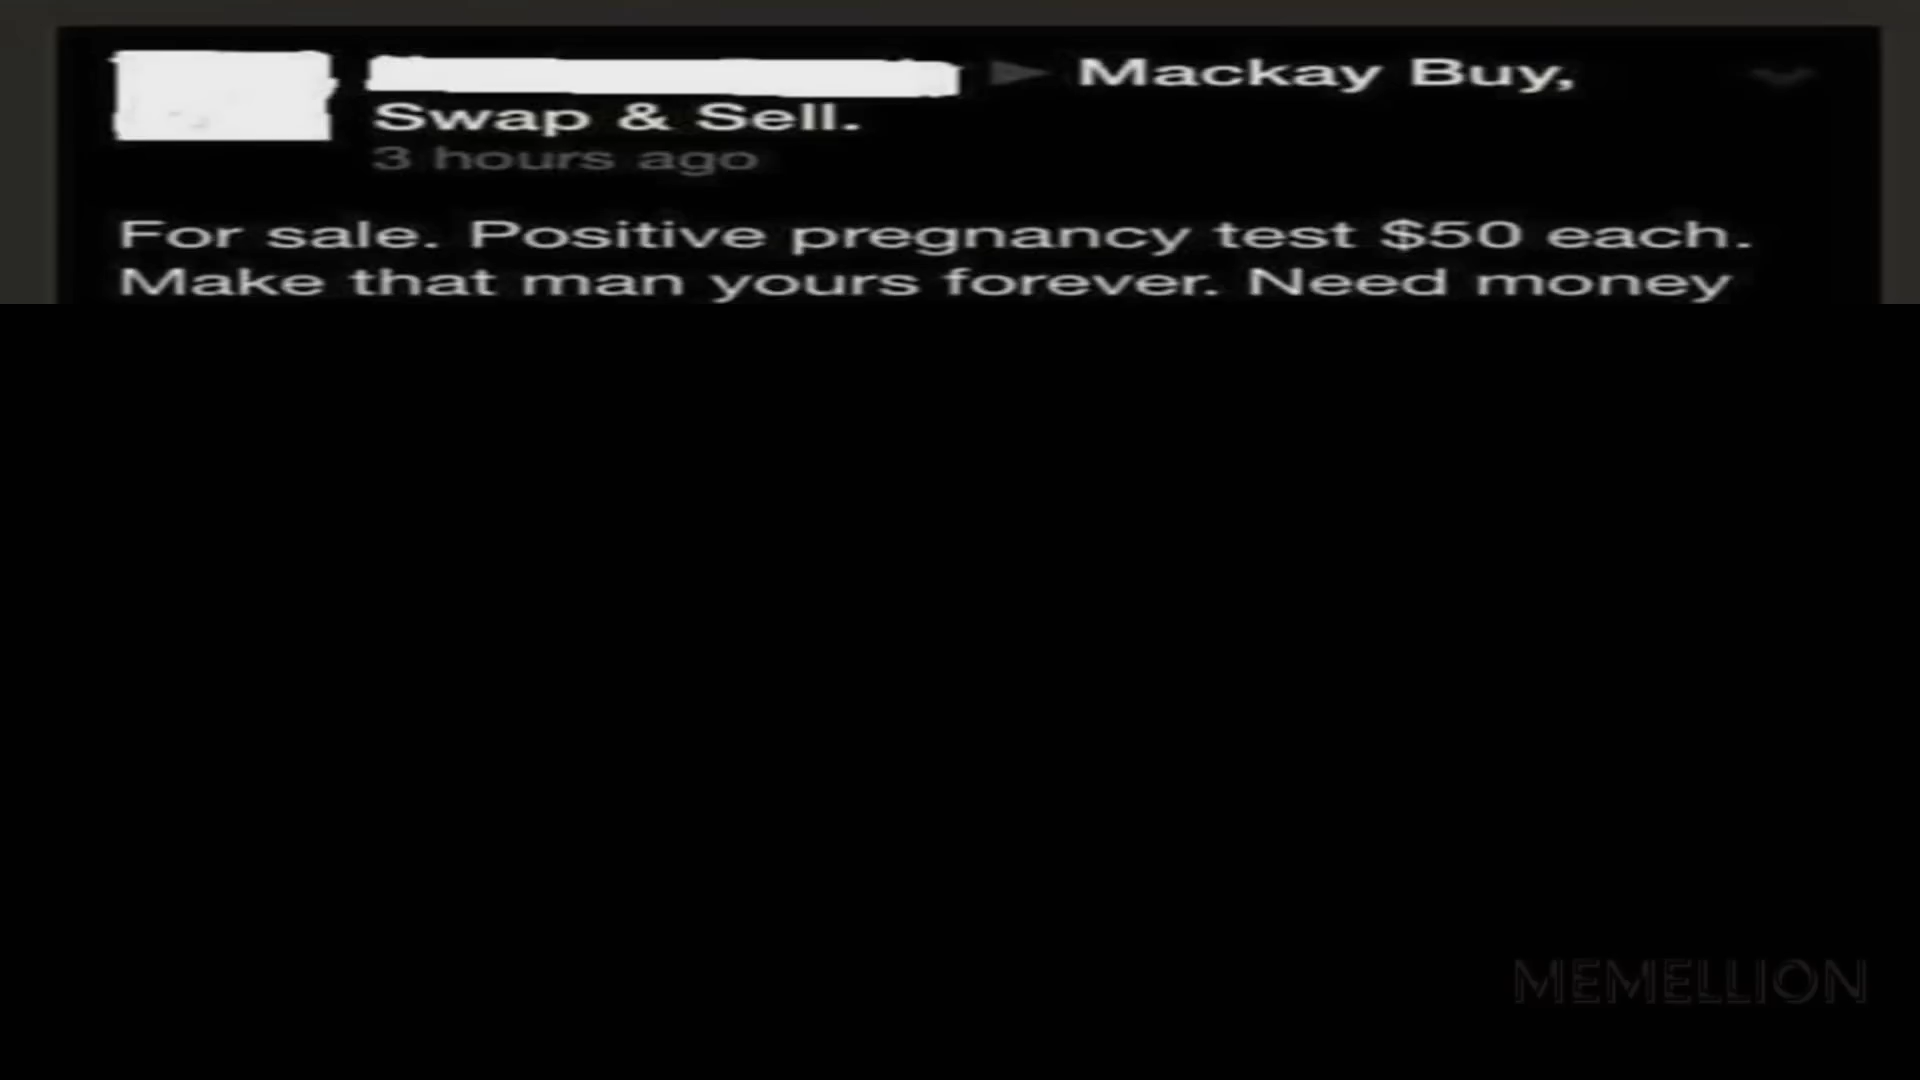 Mackay Buy,
Swap & Sell.
3 hours ago
For sale. Positive pregnancy test $50 each.
Make that man yours forever. Need money
MEMELLION